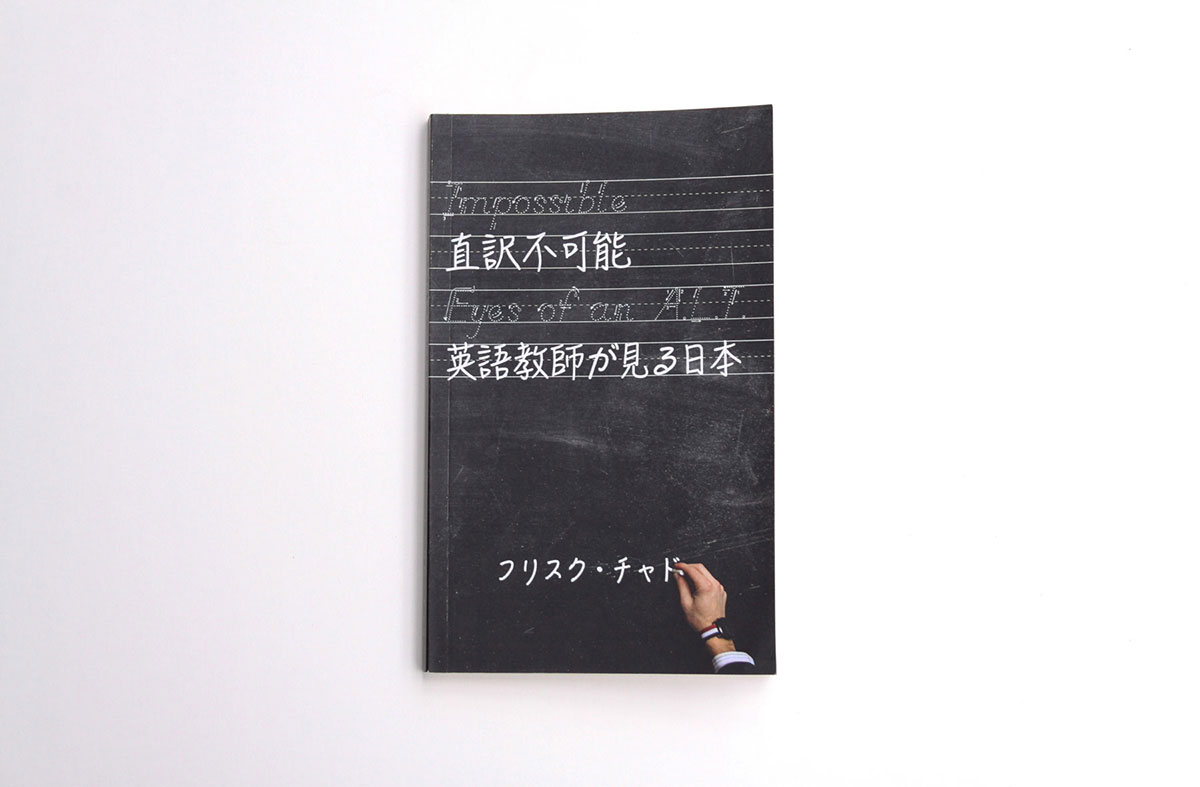 Impossible
直訳不可能
Eyes of an A.L.T.
英語教師が見る日本
フリスク・チャド